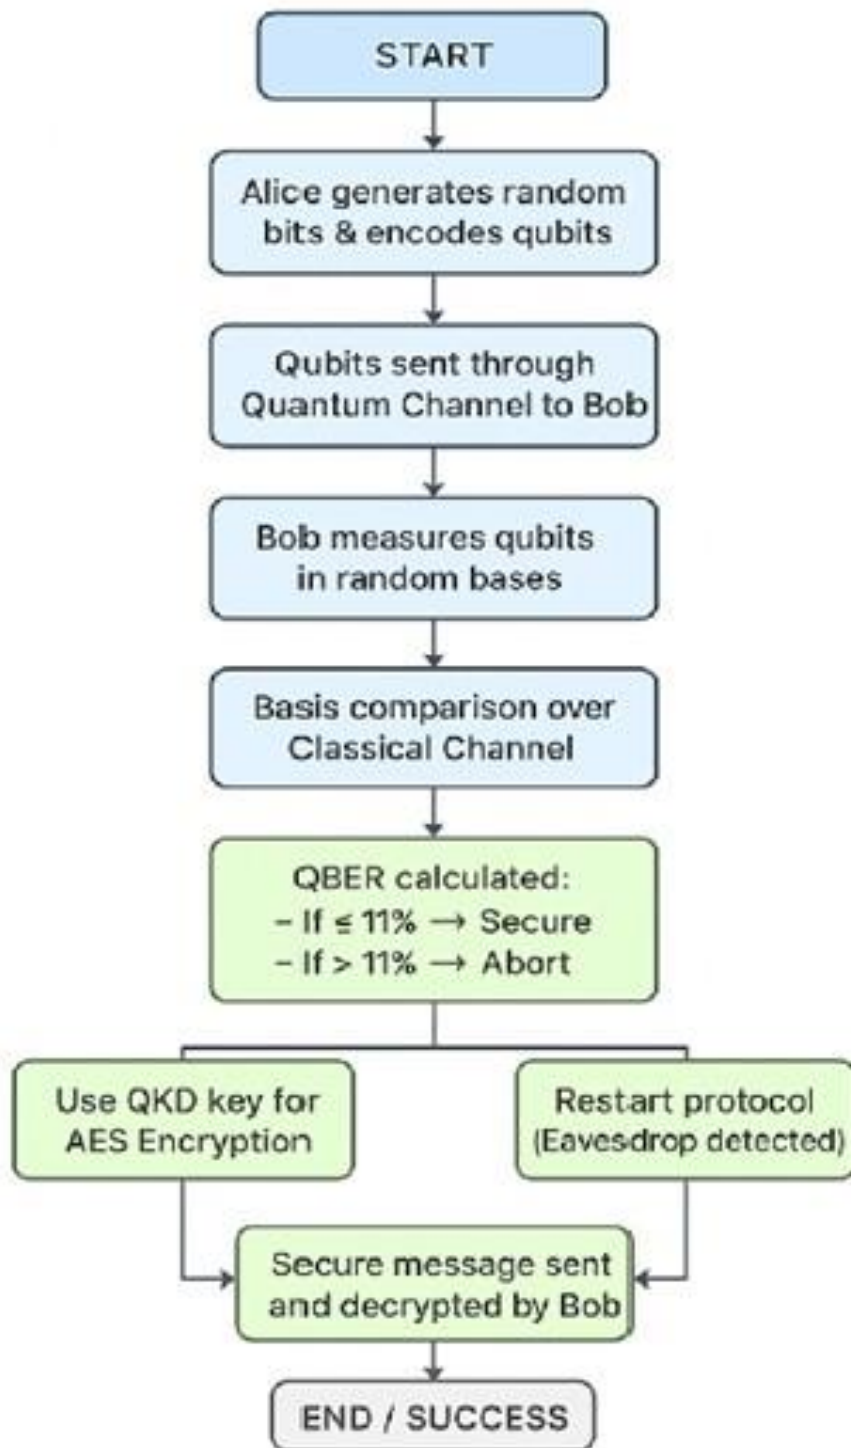 START
Alice generates random
bits & encodes qubits
Qubits sent through
Quantum Channel to Bob
Bob measures qubits
in random bases
Basis comparison over
Classical Channel
QBER calculated:
– If ≤ 11% → Secure
– If > 11% → Abort
Use QKD key for
AES Encryption
Restart protocol
(Eavesdrop detected)
Secure message sent
and decrypted by Bob
END / SUCCESS